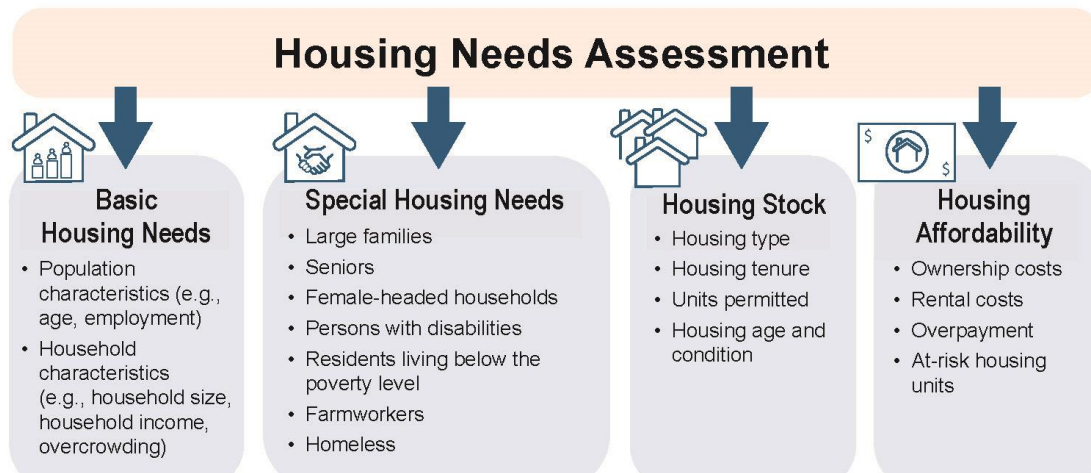 Housing Needs Assessment
Basic
Housing Needs
• Population
characteristics (e.g.,
age, employment)
• Household
characteristics
(e.g., household size,
household income,
overcrowding)
Special Housing Needs
• Large families
• Seniors
• Female-headed households
• Persons with disabilities
• Residents living below the
poverty level
• Farmworkers
• Homeless
Housing Stock
• Housing type
• Housing tenure
• Units permitted
• Housing age and
condition
$
$
Housing
Affordability
• Ownership costs
• Rental costs
• Overpayment
• At-risk housing
units